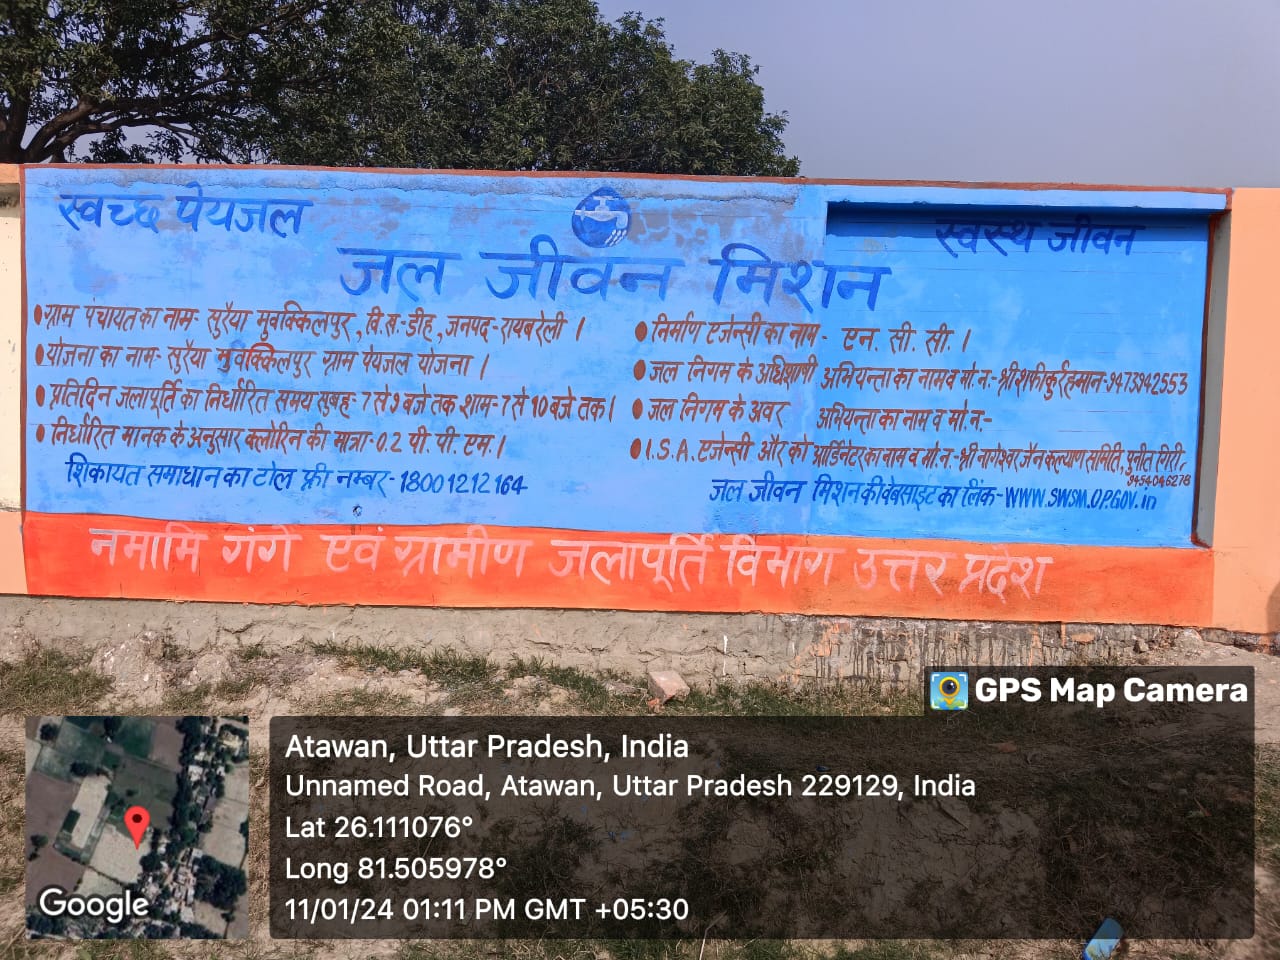 स्वच्छ पेयजल
स्वस्थ जीवन
जल जीवन मिशन
• ग्राम पंचायत का नाम- सुरैया मुवक्किलपुर, वि.ख.-डीह, जनपद-रायबरेली ।
• योजना का नाम- सुरैया मुवक्किलपुर ग्राम पेयजल योजना ।
• प्रतिदिन जलापूर्ति का निर्धारित समय सुबह- 7 से 9 बजे तक शाम- 7 से 10 बजे तक ।
• निर्धारित मानक के अनुसार क्लोरिन की मात्रा- 0.2 पी. पी. एम. ।
शिकायत समाधान का टोल फ्री नम्बर- 18001212164
• निर्माण एजेन्सी का नाम- एन. सी. सी. ।
• जल निगम के अधिशाषी अभियन्ता का नाम व मो.न.- श्री शफीकुर्रहमान-9473942553
• जल निगम के अवर अभियन्ता का नाम व मो.न.-
• I.S.A. एजेन्सी और को आर्डिनेटर का नाम व मो.न.- श्री नागेश्वर जैन कल्याण समिति, पुनीत गिरी,
9454046276
जल जीवन मिशन की वेबसाइट का लिंक- WWW.SWSM.OP.GOV.in
नमामि गंगे एवं ग्रामीण जलापूर्ति विभाग उत्तर प्रदेश
GPS Map Camera
Atawan, Uttar Pradesh, India
Unnamed Road, Atawan, Uttar Pradesh 229129, India
Lat 26.111076°
Long 81.505978°
11/01/24 01:11 PM GMT +05:30
Google